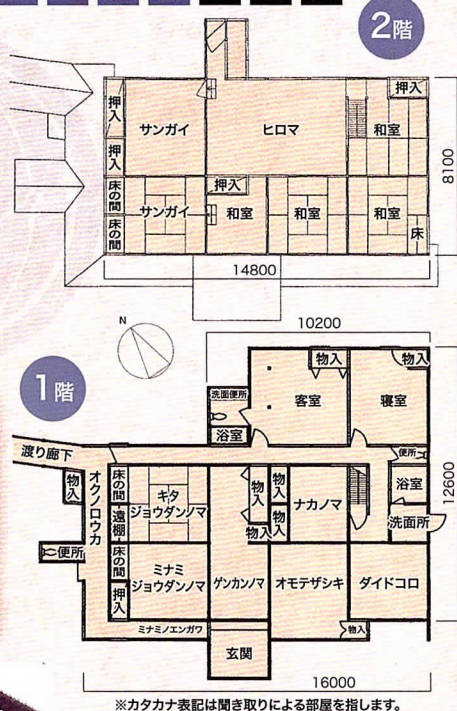 2階
押入
サンガイ
ヒロマ
和室
押入
押入
床の間
サンガイ
押入
和室
和室
和室
床の間
床
8100
14800
N
10200
1階
物入
物入
洗面便所
客室
寝室
浴室
渡り廊下
便所
物入
オクノロウカ
床の間
キタ
ジョウダンノマ
物入
物入
ナカノマ
浴室
12600
遠棚
物入
物入
洗面所
便所
床の間
ミナミ
ジョウダンノマ
ゲンカンノマ
オモテザシキ
ダイドコロ
押入
ミナミノエンガワ
物入
玄関
16000
※カタカナ表記は聞き取りによる部屋を指します。